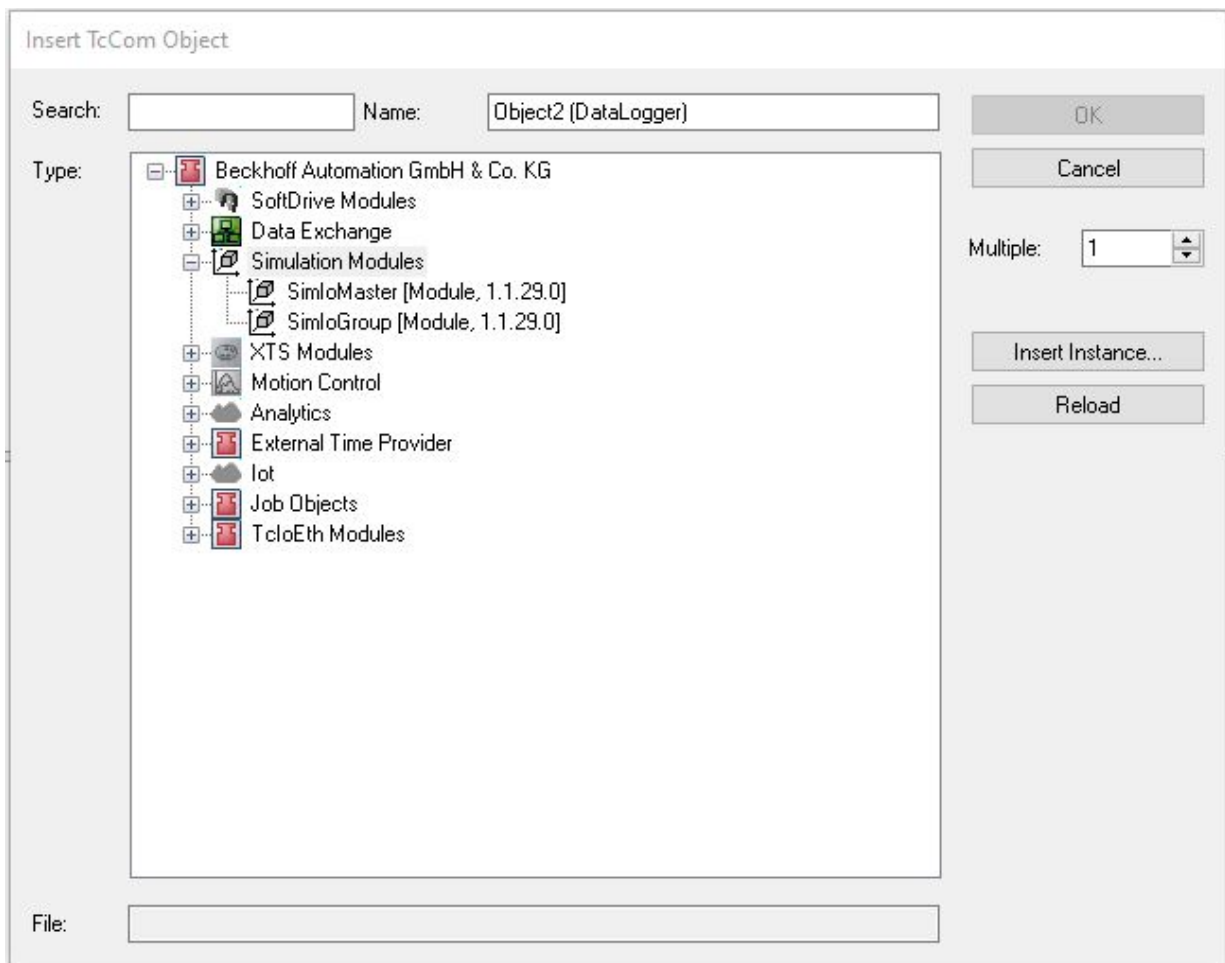 Insert TcCom Object
Search:
Name:
Object2 (DataLogger)
OK
Type:
Beckhoff Automation GmbH & Co. KG
Cancel
SoftDrive Modules
Data Exchange
Multiple:
1
Simulation Modules
SimIoMaster [Module, 1.1.29.0]
SimIoGroup [Module, 1.1.29.0]
XTS Modules
Insert Instance...
Motion Control
Reload
Analytics
External Time Provider
Iot
Job Objects
TcIoEth Modules
File: